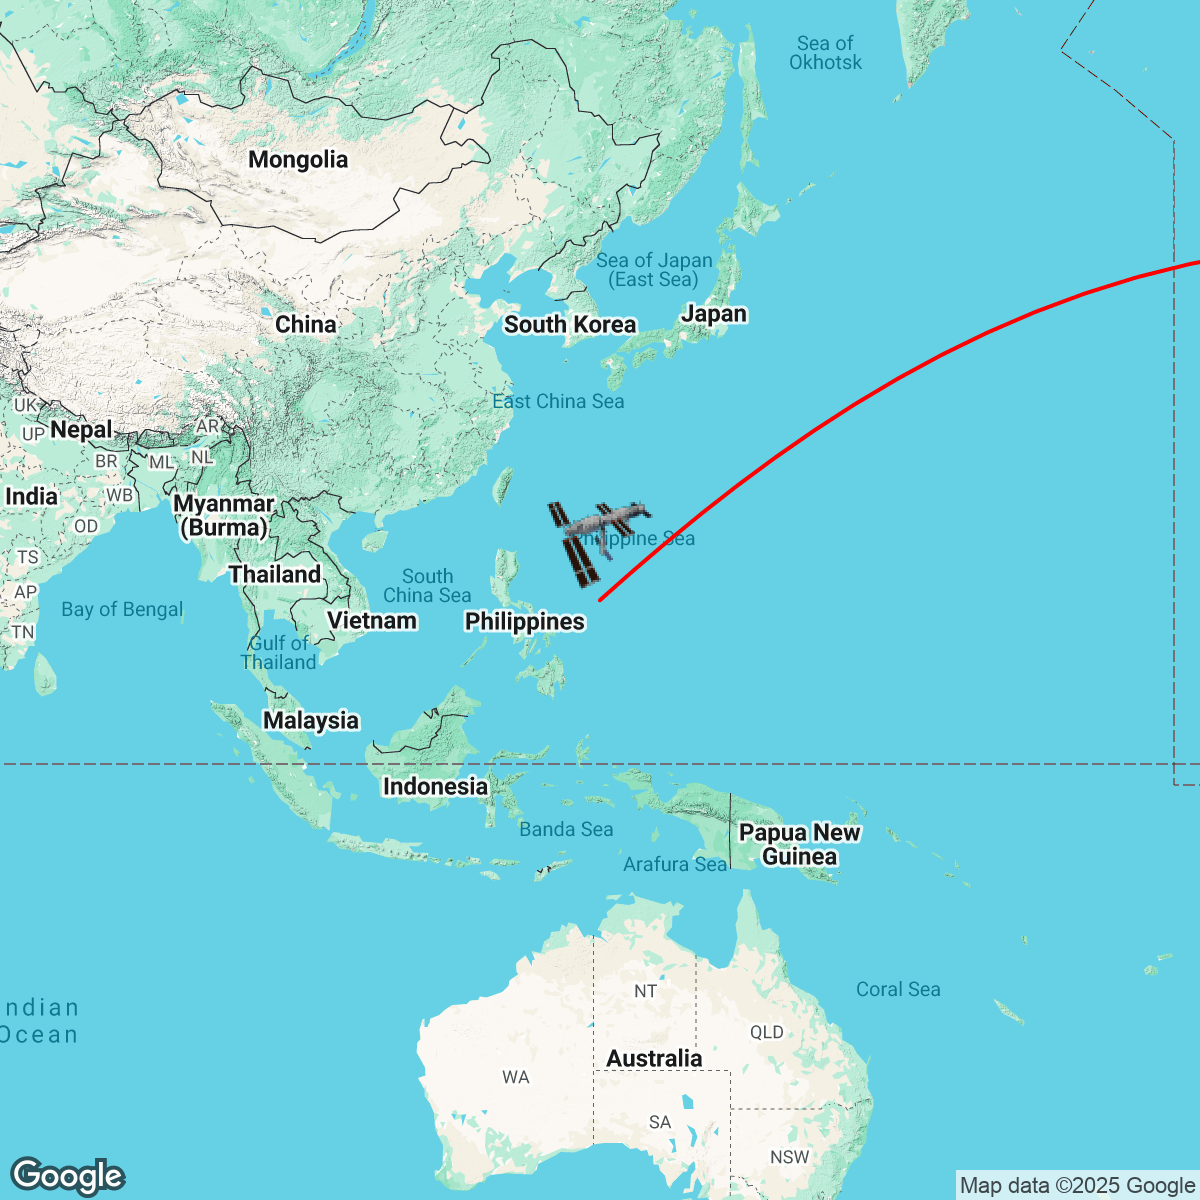 Sea of
Okhotsk
Mongolia
Sea of Japan
(East Sea)
China
South Korea
Japan
East China Sea
UK
UP
Nepal
AR
BR
ML
NL
India
WB
Myanmar
(Burma)
OD
TS
AP
TN
Bay of Bengal
Thailand
South
China Sea
Philippine Sea
Vietnam
Philippines
Gulf of
Thailand
Malaysia
Indonesia
Banda Sea
Papua New
Guinea
Arafura Sea
NT
Coral Sea
ndian
Ocean
QLD
Australia
WA
SA
NSW
Google
Map data ©2025 Google